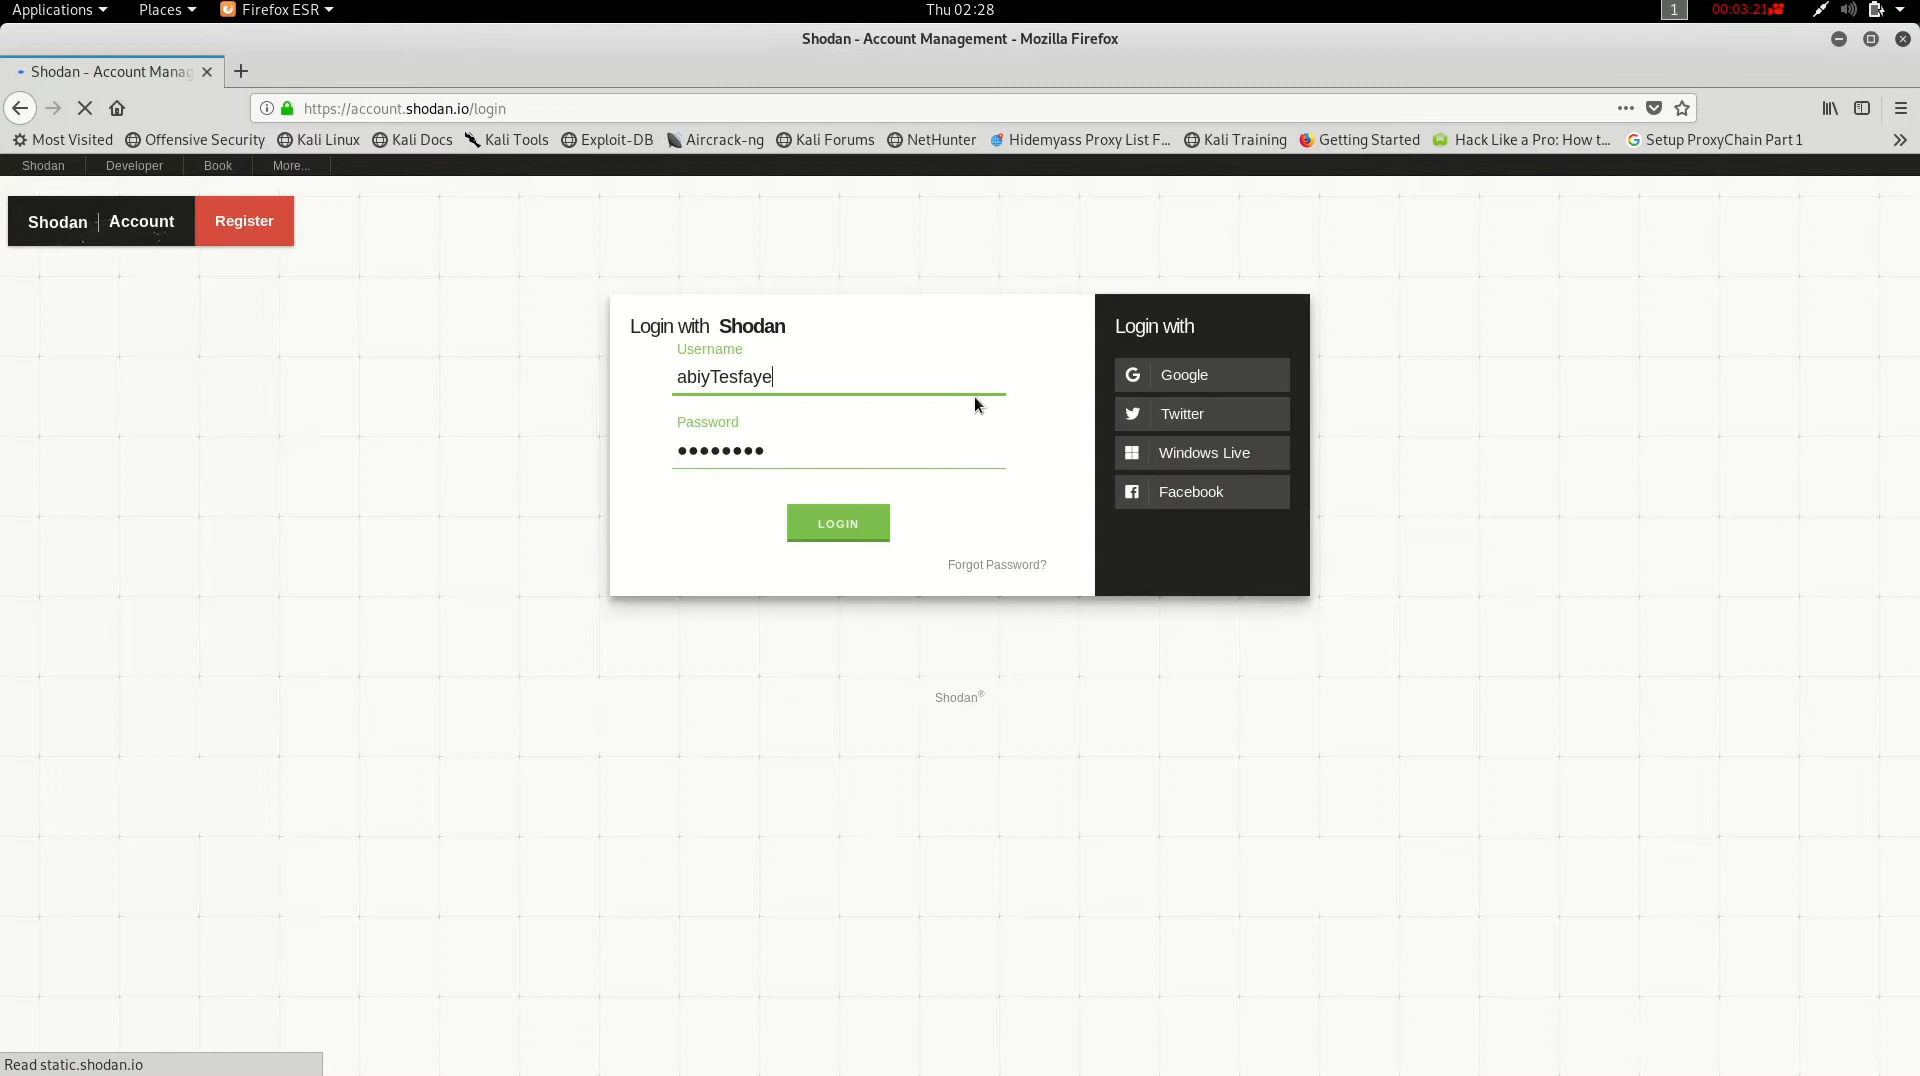 Applications Places Firefox ESR Thu 02:28 1 00:03:21
Shodan - Account Management - Mozilla Firefox
Shodan - Account Manag
https://account.shodan.io/login
Most Visited Offensive Security Kali Linux Kali Docs Kali Tools Exploit-DB Aircrack-ng Kali Forums NetHunter Hidemyass Proxy List F... Kali Training Getting Started Hack Like a Pro: How t... Setup ProxyChain Part 1
Shodan Developer Book More...
Shodan Account Register
Login with Shodan
Username
abiyTesfaye
Password
••••••••
LOGIN
Forgot Password?
Login with
Google
Twitter
Windows Live
Facebook
Shodan®
Read static.shodan.io